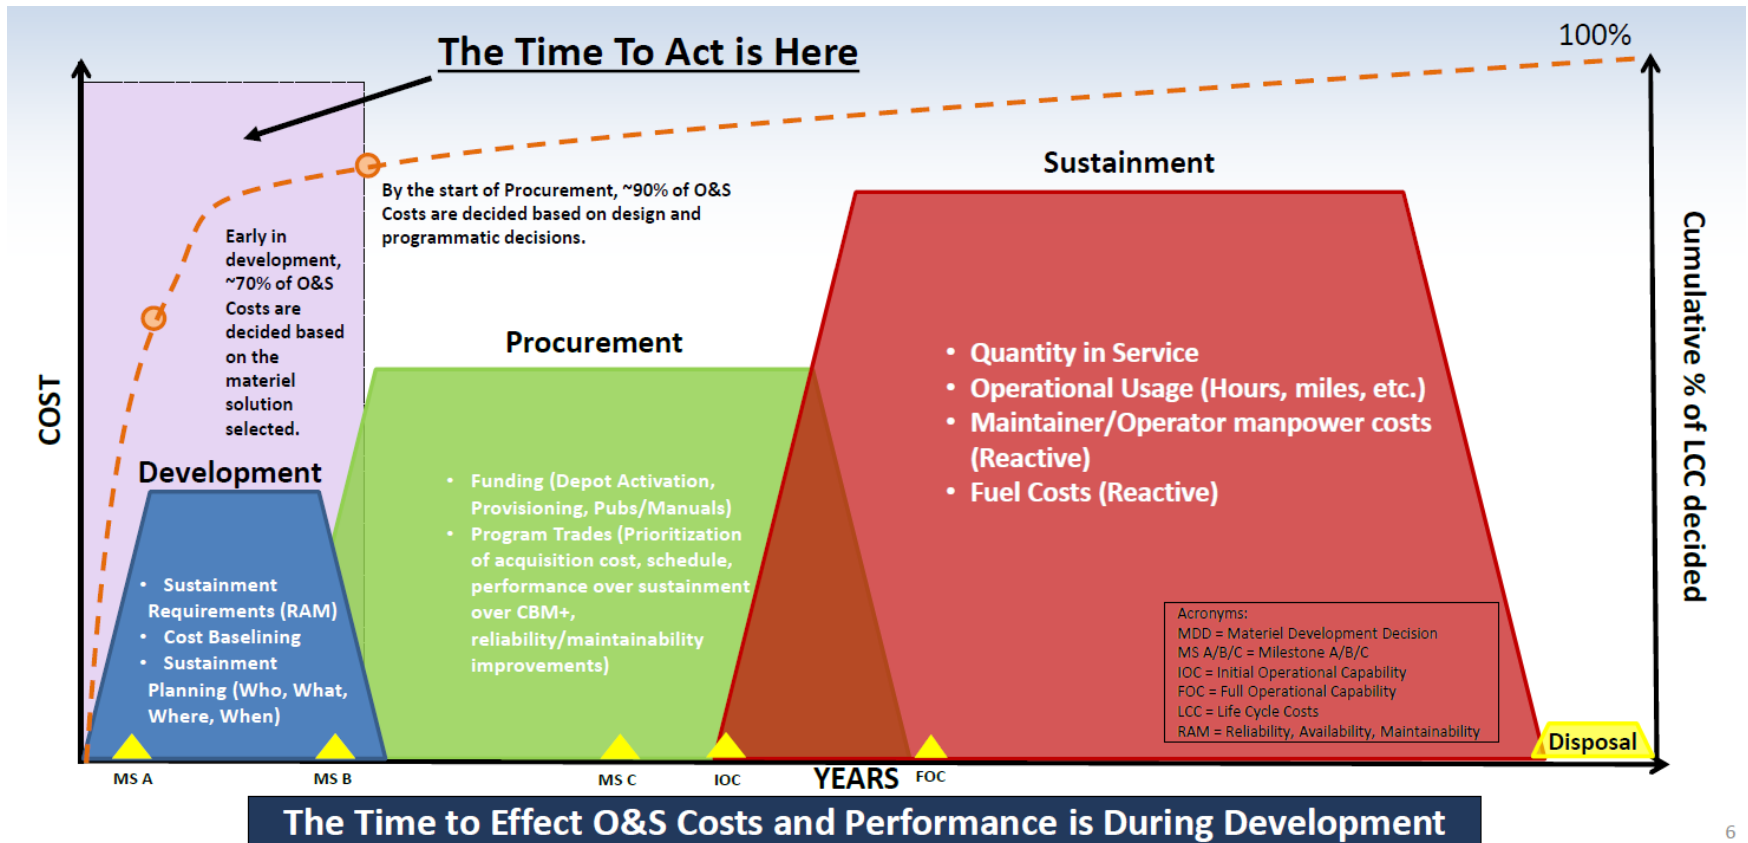 The Time To Act is Here
100%
Sustainment
By the start of Procurement, ~90% of O&S
Costs are decided based on design and
programmatic decisions.
Early in
development,
~70% of O&S
Costs are
decided based
on the
materiel
solution
selected.
Procurement
Development
COST
Cumulative % of LCC decided
• Sustainment
Requirements (RAM)
• Cost Baselining
• Sustainment
Planning (Who, What,
Where, When)
• Funding (Depot Activation,
Provisioning, Pubs/Manuals)
• Program Trades (Prioritization
of acquisition cost, schedule,
performance over sustainment
over CBM+,
reliability/maintainability
improvements)
• Quantity in Service
• Operational Usage (Hours, miles, etc.)
• Maintainer/Operator manpower costs
(Reactive)
• Fuel Costs (Reactive)
Acronyms:
MDD = Materiel Development Decision
MS A/B/C = Milestone A/B/C
IOC = Initial Operational Capability
FOC = Full Operational Capability
LCC = Life Cycle Costs
RAM = Reliability, Availability, Maintainability
Disposal
MS A
MS B
MS C
IOC
YEARS
FOC
The Time to Effect O&S Costs and Performance is During Development
6